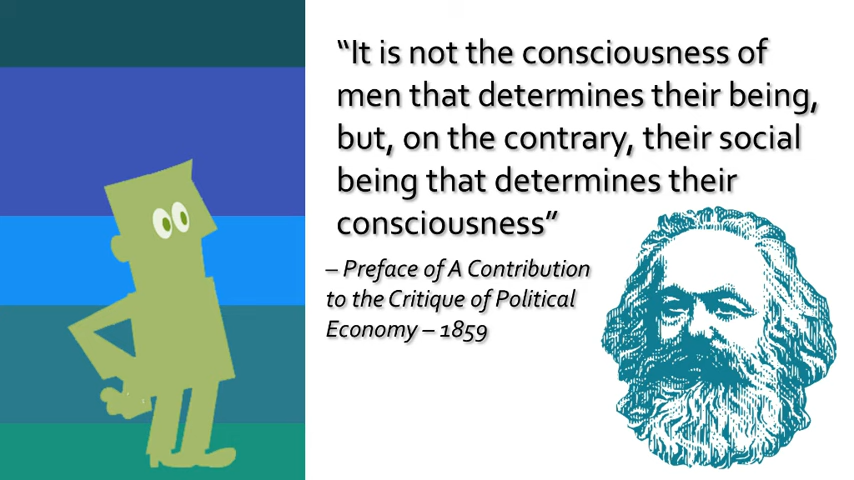 “It is not the consciousness of
men that determines their being,
but, on the contrary, their social
being that determines their
consciousness”
– Preface of A Contribution
to the Critique of Political
Economy – 1859